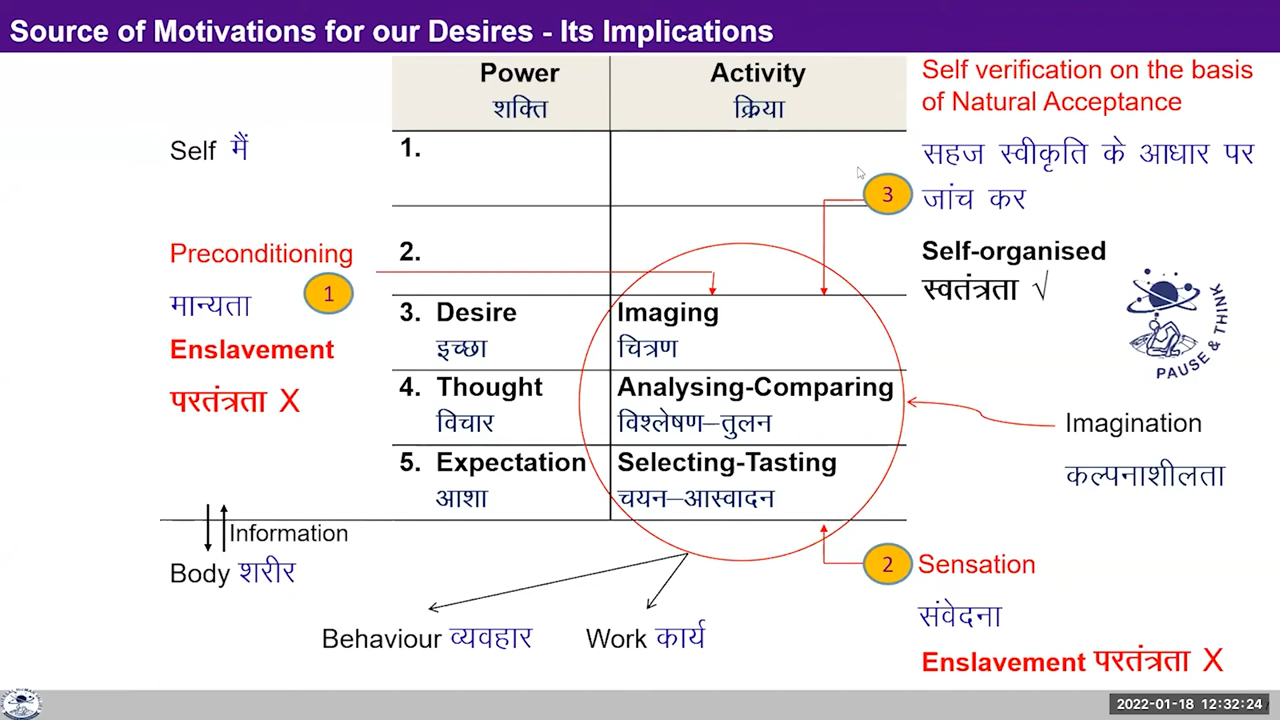 Source of Motivations for our Desires - Its Implications
Power
शक्ति
Activity
क्रिया
Self verification on the basis
of Natural Acceptance
सहज स्वीकृति के आधार पर
जांच कर
3
Self-organised
स्वतंत्रता √
Self मैं
1.
Preconditioning
मान्यता
1
Enslavement
परतंत्रता X
2.
3. Desire
इच्छा
Imaging
चित्रण
4. Thought
विचार
Analysing-Comparing
विश्लेषण–तुलन
5. Expectation
आशा
Selecting-Tasting
चयन–आस्वादन
PAUSE & THINK
Imagination
कल्पनाशीलता
Information
Body शरीर
2
Sensation
संवेदना
Enslavement परतंत्रता X
Behaviour व्यवहार
Work कार्य
2022-01-18 12:32:24